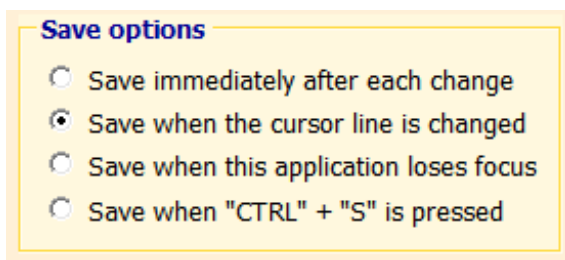 Save options
Save immediately after each change
Save when the cursor line is changed
Save when this application loses focus
Save when "CTRL" + "S" is pressed